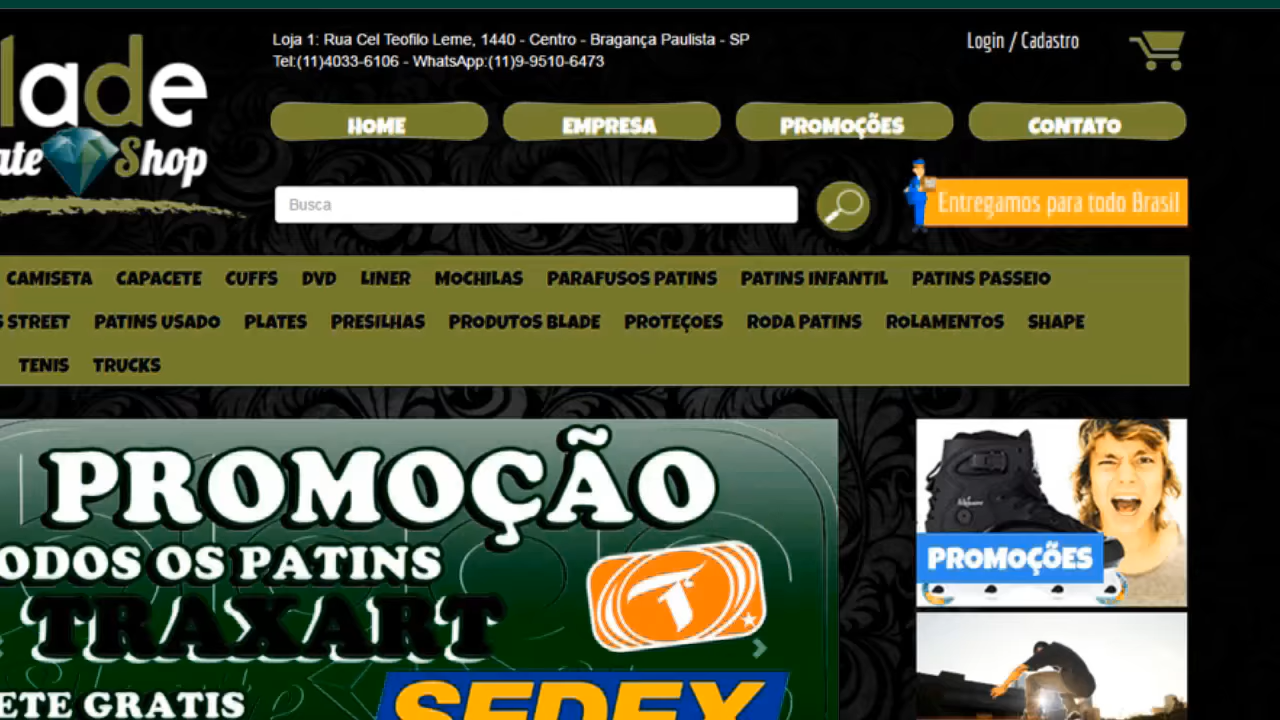 Loja 1: Rua Cel Teofilo Leme, 1440 - Centro - Bragança Paulista - SP
Tel:(11)4033-6106 - WhatsApp:(11)9-9510-6473
Login / Cadastro
lade
ate Shop
HOME EMPRESA PROMOÇÕES CONTATO
Busca
Entregamos para todo Brasil
CAMISETA CAPACETE CUFFS DVD LINER MOCHILAS PARAFUSOS PATINS PATINS INFANTIL PATINS PASSEIO
S STREET PATINS USADO PLATES PRESILHAS PRODUTOS BLADE PROTEÇOES RODA PATINS ROLAMENTOS SHAPE
TENIS TRUCKS
PROMOÇÃO
ODOS OS PATINS
TRAXART
T
ETE GRATIS
SEDEX
PROMOÇÕES